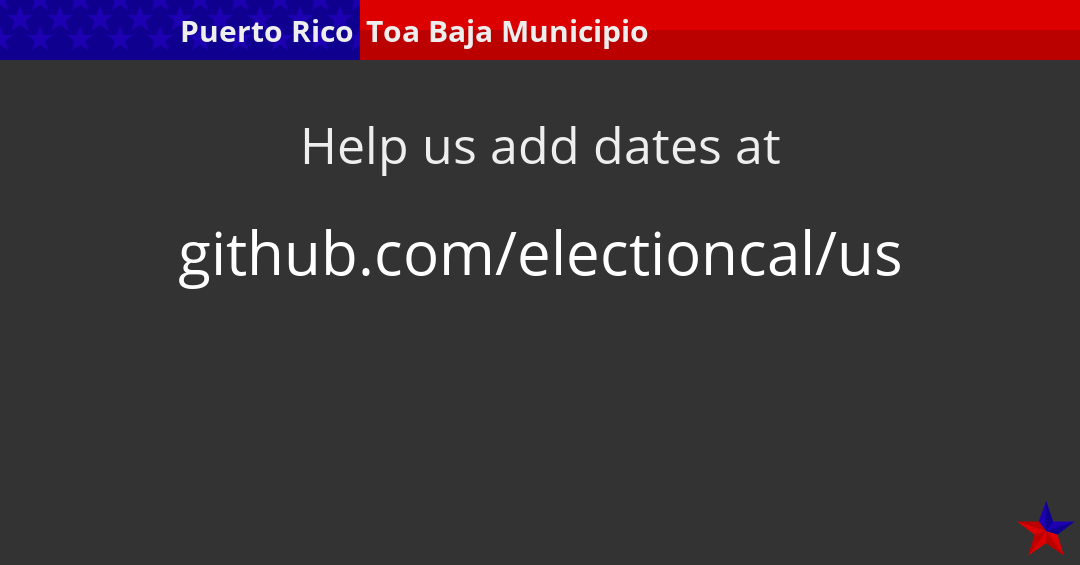 Puerto Rico Toa Baja Municipio
Help us add dates at
github.com/electioncal/us